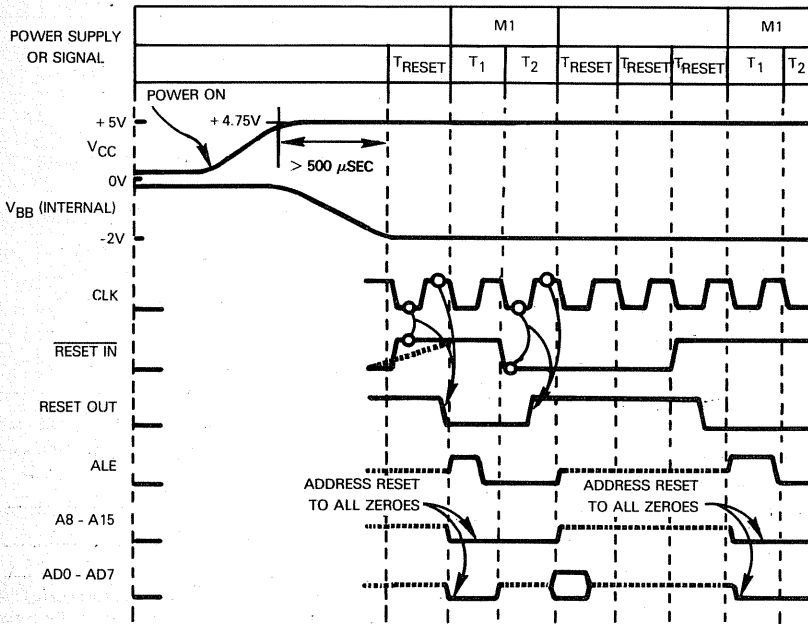 POWER SUPPLY
OR SIGNAL
M1
M1
TRESET
T1
T2
TRESET
TRESET
TRESET
T1
T2
POWER ON
+5V
+ 4.75V
VCC
> 500 μSEC
0V
VBB (INTERNAL)
-2V
CLK
RESET IN
RESET OUT
ALE
ADDRESS RESET
TO ALL ZEROES
ADDRESS RESET
TO ALL ZEROES
A8 - A15
AD0 - AD7